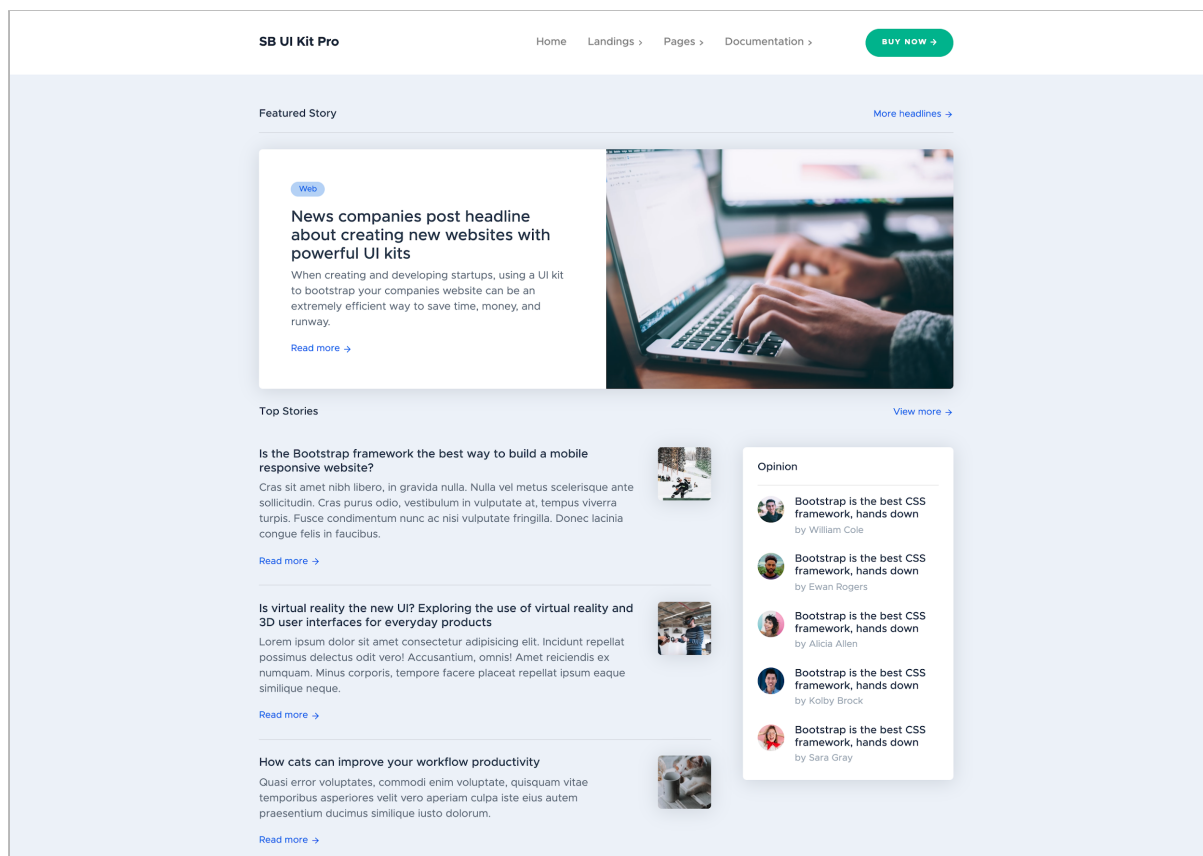 SB UI Kit Pro
Home Landings › Pages › Documentation ›
BUY NOW →
Featured Story
More headlines →
Web
News companies post headline
about creating new websites with
powerful UI kits
When creating and developing startups, using a UI kit
to bootstrap your companies website can be an
extremely efficient way to save time, money, and
runway.
Read more →
Top Stories
View more →
Is the Bootstrap framework the best way to build a mobile
responsive website?
Cras sit amet nibh libero, in gravida nulla. Nulla vel metus scelerisque ante
sollicitudin. Cras purus odio, vestibulum in vulputate at, tempus viverra
turpis. Fusce condimentum nunc ac nisi vulputate fringilla. Donec lacinia
congue felis in faucibus.
Read more →
Is virtual reality the new UI? Exploring the use of virtual reality and
3D user interfaces for everyday products
Lorem ipsum dolor sit amet consectetur adipisicing elit. Incidunt repellat
possimus delectus odit vero! Accusantium, omnis! Amet reiciendis ex
numquam. Minus corporis, tempore facere placeat repellat ipsum eaque
similique neque.
Read more →
How cats can improve your workflow productivity
Quasi error voluptates, commodi enim voluptate, quisquam vitae
temporibus asperiores velit vero aperiam culpa iste eius autem
praesentium ducimus similique iusto dolorum.
Read more →
Opinion
Bootstrap is the best CSS
framework, hands down
by William Cole
Bootstrap is the best CSS
framework, hands down
by Ewan Rogers
Bootstrap is the best CSS
framework, hands down
by Alicia Allen
Bootstrap is the best CSS
framework, hands down
by Kolby Brock
Bootstrap is the best CSS
framework, hands down
by Sara Gray